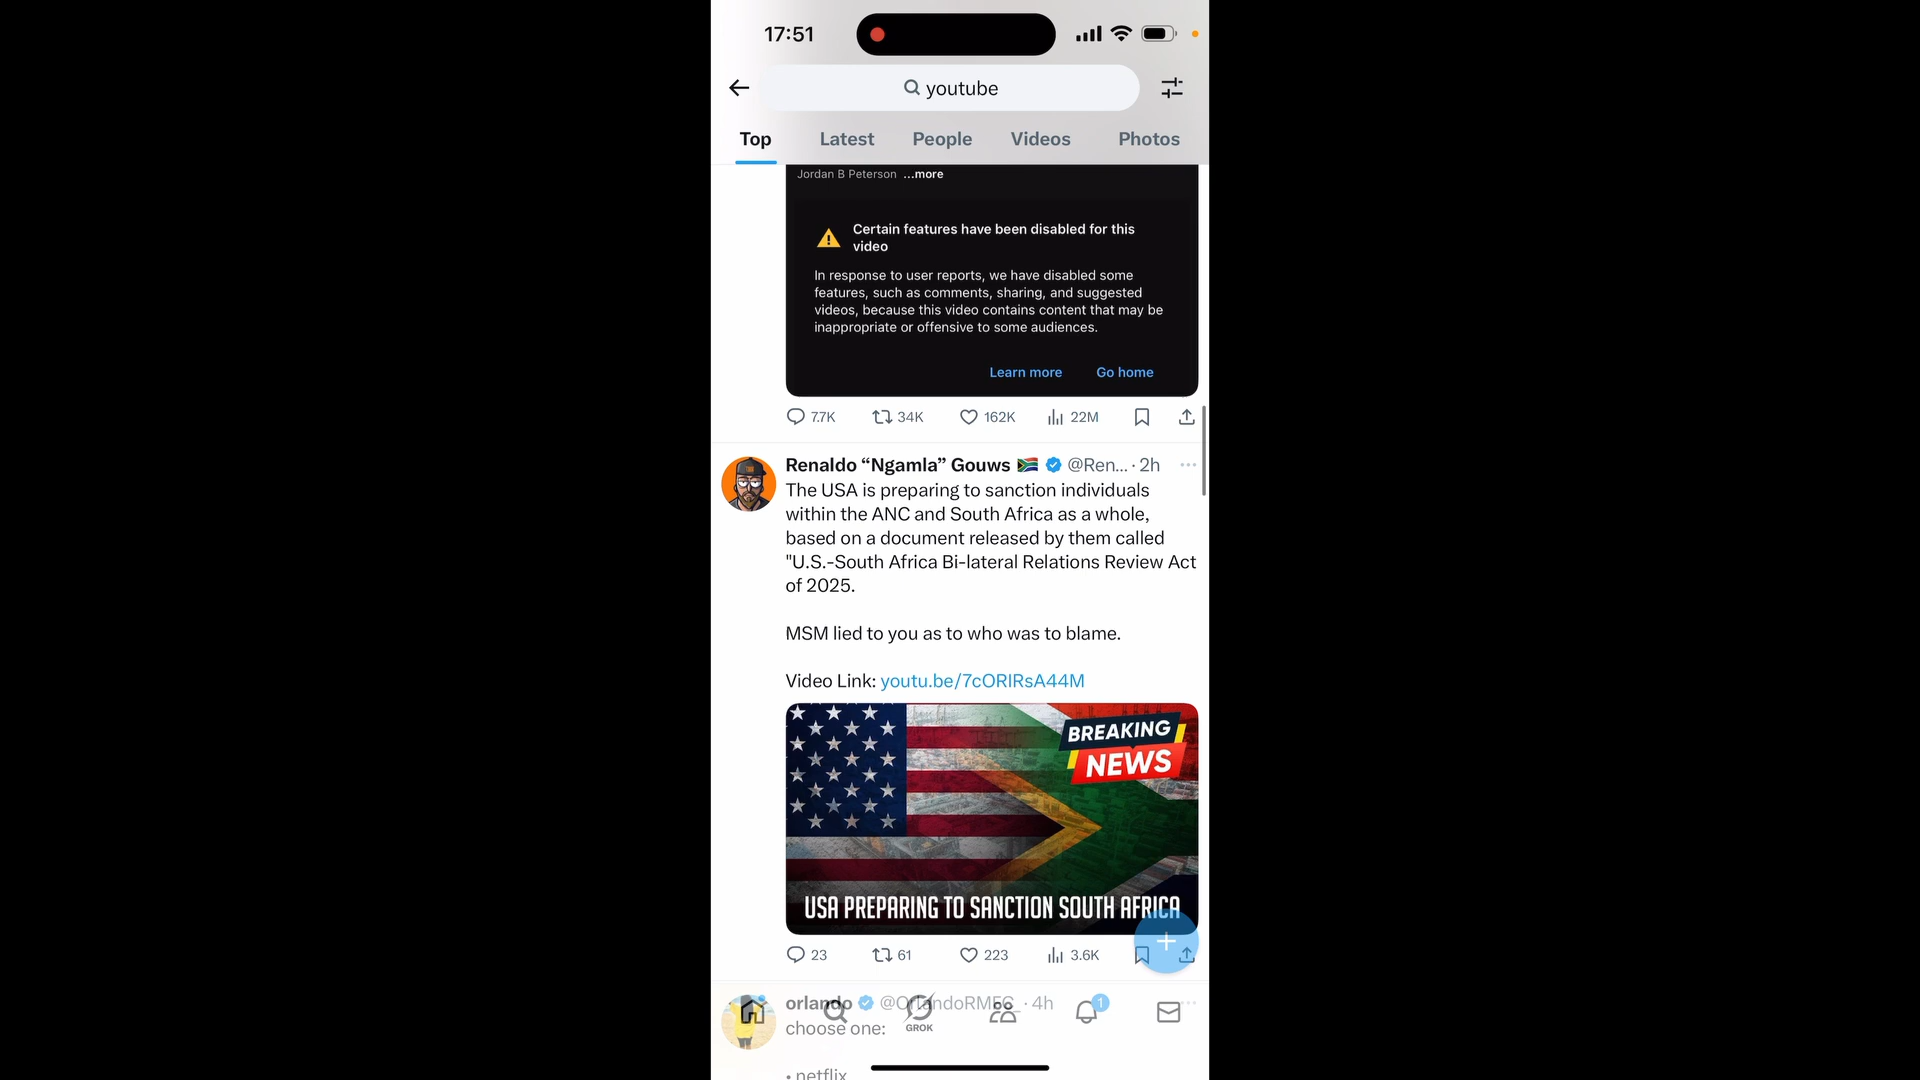 17:51
youtube
Top Latest People Videos Photos
Jordan B Peterson ...more
Certain features have been disabled for this
video
In response to user reports, we have disabled some
features, such as comments, sharing, and suggested
videos, because this video contains content that may be
inappropriate or offensive to some audiences.
Learn more Go home
7.7K 34K 162K 22M
Renaldo “Ngamla” Gouws @Ren... · 2h
The USA is preparing to sanction individuals
within the ANC and South Africa as a whole,
based on a document released by them called
"U.S.-South Africa Bi-lateral Relations Review Act
of 2025.
MSM lied to you as to who was to blame.
Video Link: youtu.be/7cORIRsA44M
BREAKING
NEWS
USA PREPARING TO SANCTION SOUTH AFRICA
23 61 223 3.6K
orlando @OrlandoRMFC_ · 4h
1
GROK
choose one:
• netflix